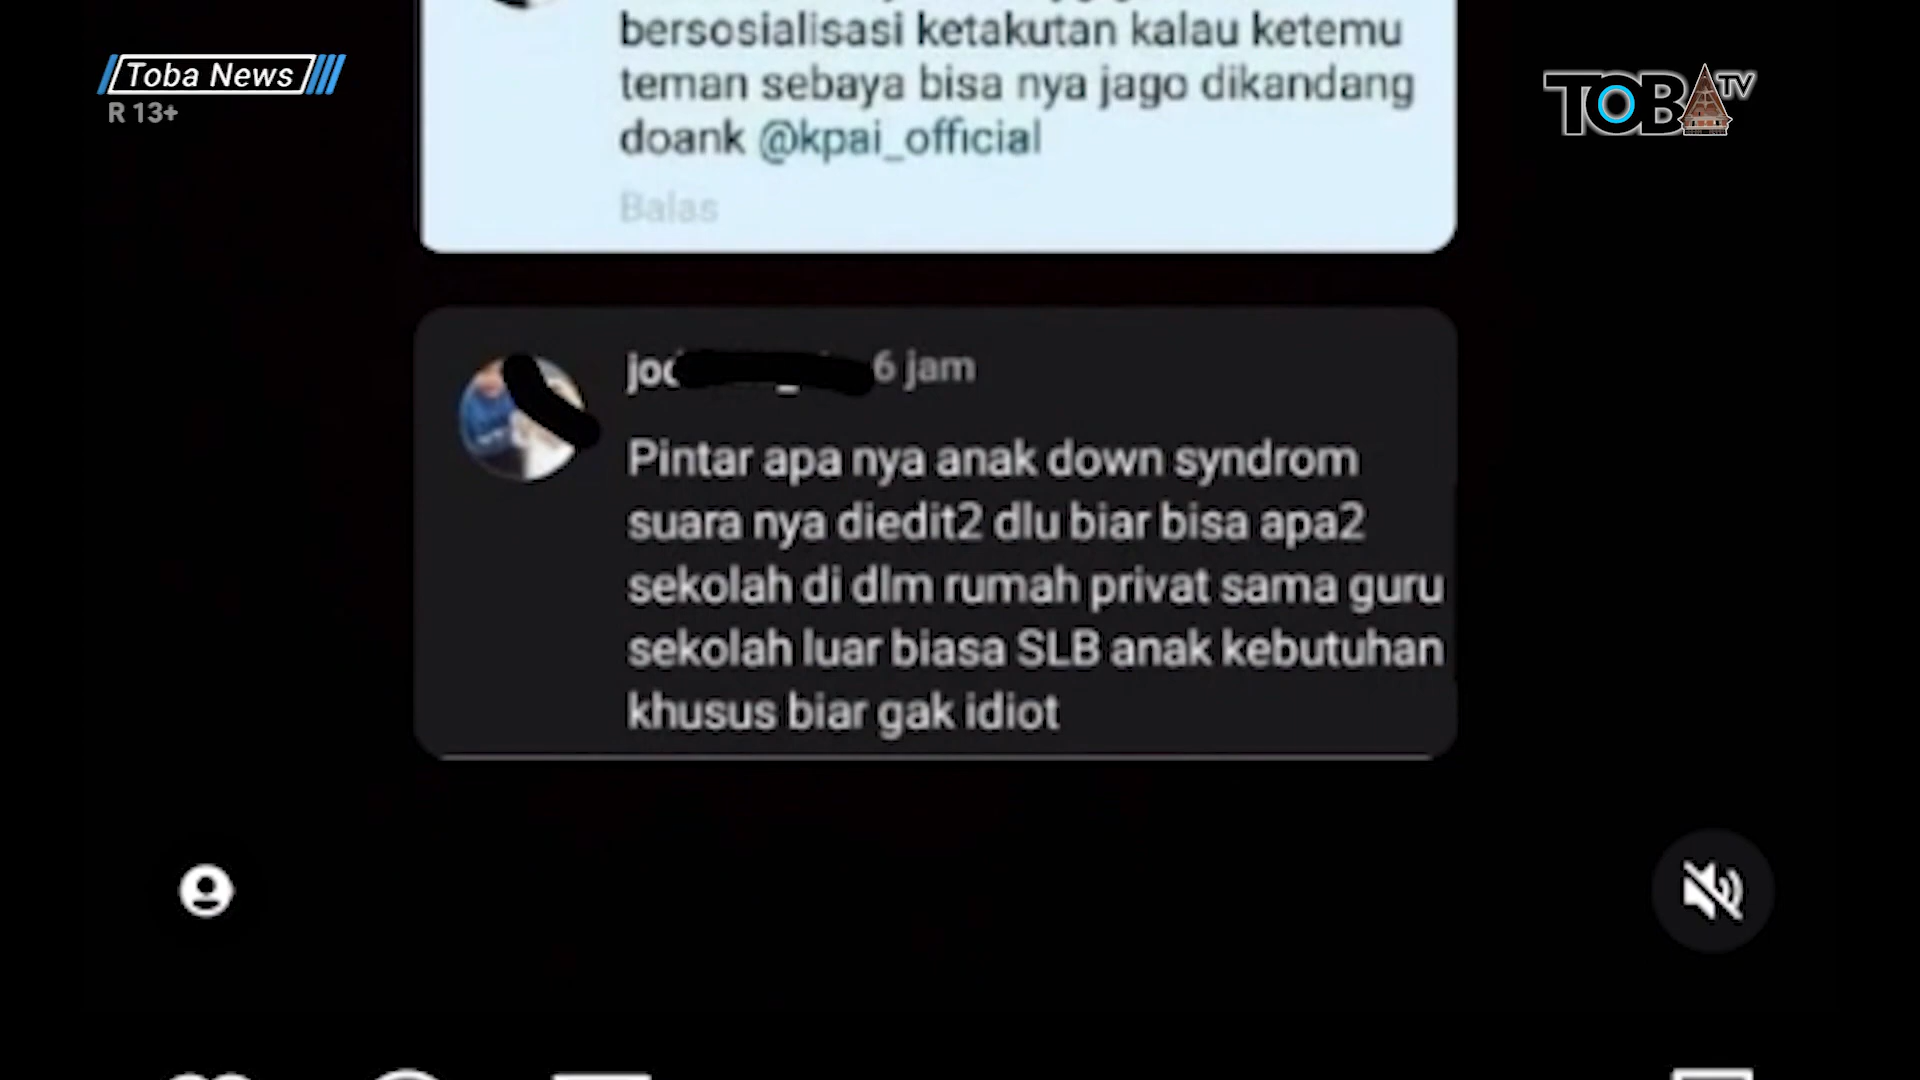 bersosialisasi ketakutan kalau ketemu
teman sebaya bisa nya jago dikandang
doank @kpai_official
Balas
Toba News
R 13+
TOBA TV
6 jam
Pintar apa nya anak down syndrom
suara nya diedit2 dlu biar bisa apa2
sekolah di dlm rumah privat sama guru
sekolah luar biasa SLB anak kebutuhan
khusus biar gak idiot